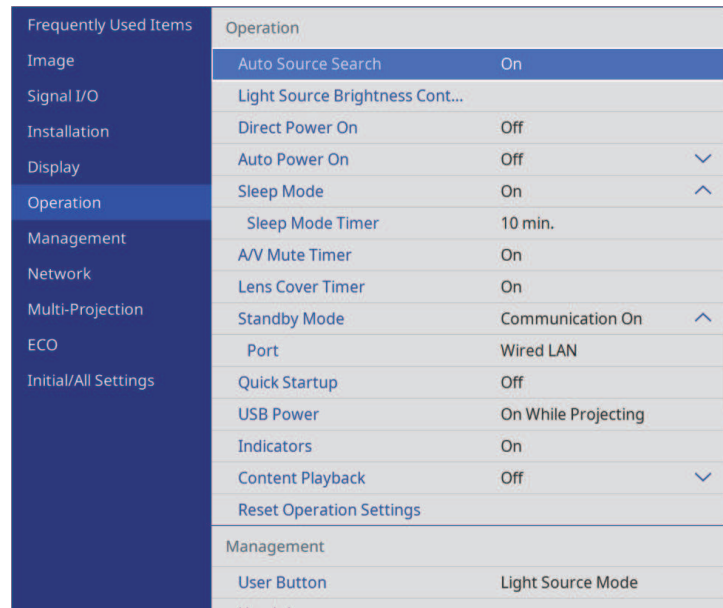 Frequently Used Items
Image
Signal I/O
Installation
Display
Operation
Management
Network
Multi-Projection
ECO
Initial/All Settings
Operation
Auto Source Search On
Light Source Brightness Cont...
Direct Power On Off
Auto Power On Off
Sleep Mode On
Sleep Mode Timer 10 min.
A/V Mute Timer On
Lens Cover Timer On
Standby Mode Communication On
Port Wired LAN
Quick Startup Off
USB Power On While Projecting
Indicators On
Content Playback Off
Reset Operation Settings
Management
User Button Light Source Mode